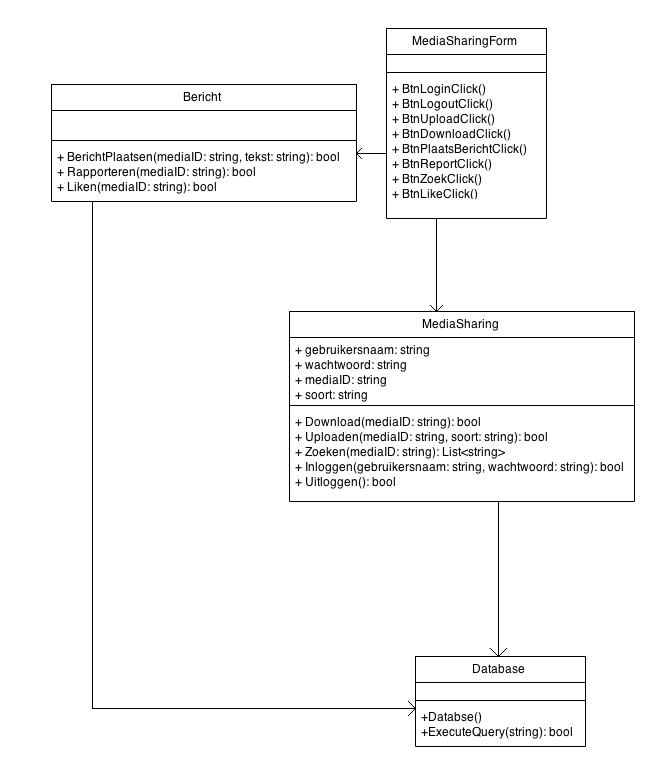 MediaSharingForm
+ BtnLoginClick()
+ BtnLogoutClick()
+ BtnUploadClick()
+ BtnDownloadClick()
+ BtnPlaatsBerichtClick()
+ BtnReportClick()
+ BtnZoekClick()
+ BtnLikeClick()
Bericht
+ BerichtPlaatsen(mediaID: string, tekst: string): bool
+ Rapporteren(mediaID: string): bool
+ Liken(mediaID: string): bool
MediaSharing
+ gebruikersnaam: string
+ wachtwoord: string
+ mediaID: string
+ soort: string
+ Download(mediaID: string): bool
+ Uploaden(mediaID: string, soort: string): bool
+ Zoeken(mediaID: string): List<string>
+ Inloggen(gebruikersnaam: string, wachtwoord: string): bool
+ Uitloggen(): bool
Database
+Databse()
+ExecuteQuery(string): bool